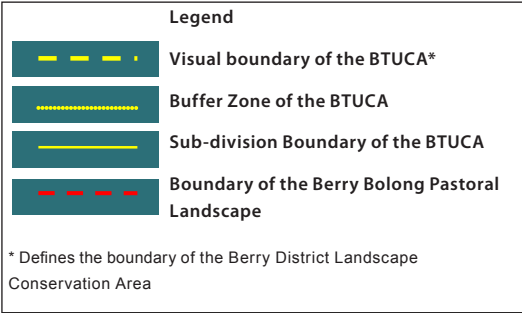 Legend
Visual boundary of the BTUCA*
Buffer Zone of the BTUCA
Sub-division Boundary of the BTUCA
Boundary of the Berry Bolong Pastoral
Landscape
* Defines the boundary of the Berry District Landscape
Conservation Area